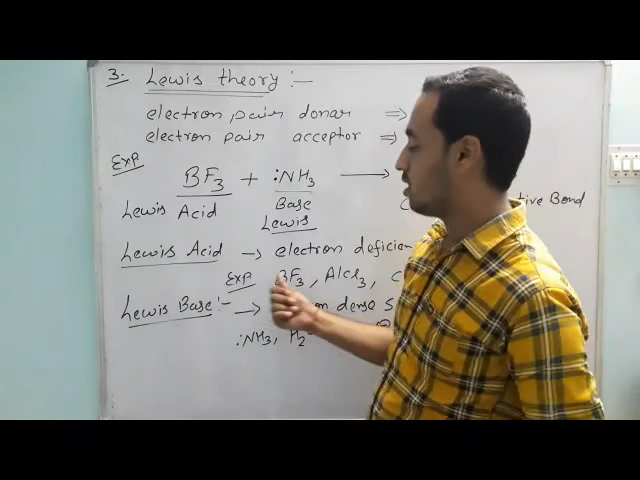 3. Lewis theory :-
electron pair donar ⇒
electron pair acceptor ⇒
Exp
BF3 + :NH3 →
Lewis Acid Base tive Bond
Lewis
Lewis Acid → electron deficien
Exp BF3, AlCl3, C
Lewis Base :- → on dense S
:NH3, H2